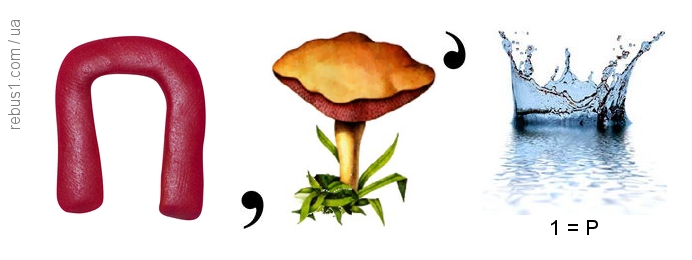 rebus1.com / ua
П
,
,
1 = Р